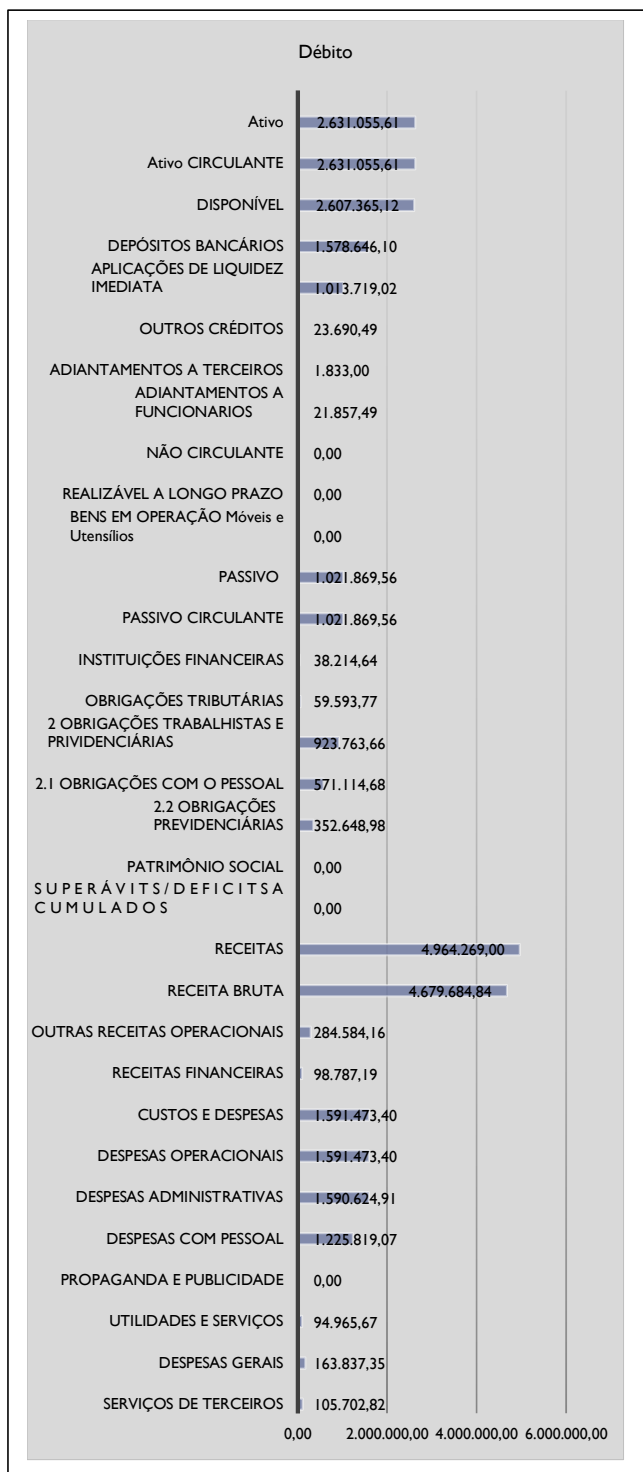 Débito
Ativo 2.631.055,61
Ativo CIRCULANTE 2.631.055,61
DISPONÍVEL 2.607.365,12
DEPÓSITOS BANCÁRIOS 1.578.646,10
APLICAÇÕES DE LIQUIDEZ
IMEDIATA 1.013.719,02
OUTROS CRÉDITOS 23.690,49
ADIANTAMENTOS A TERCEIROS 1.833,00
ADIANTAMENTOS A
FUNCIONARIOS 21.857,49
NÃO CIRCULANTE 0,00
REALIZÁVEL A LONGO PRAZO 0,00
BENS EM OPERAÇÃO Móveis e
Utensílios 0,00
PASSIVO 1.021.869,56
PASSIVO CIRCULANTE 1.021.869,56
INSTITUIÇÕES FINANCEIRAS 38.214,64
OBRIGAÇÕES TRIBUTÁRIAS 59.593,77
2 OBRIGAÇÕES TRABALHISTAS E
PRIVIDENCIÁRIAS 923.763,66
2.1 OBRIGAÇÕES COM O PESSOAL 571.114,68
2.2 OBRIGAÇÕES
PREVIDENCIÁRIAS 352.648,98
PATRIMÔNIO SOCIAL 0,00
S U P E R Á V I T S / D E F I C I T S A
C U M U L A D O S 0,00
RECEITAS 4.964.269,00
RECEITA BRUTA 4.679.684,84
OUTRAS RECEITAS OPERACIONAIS 284.584,16
RECEITAS FINANCEIRAS 98.787,19
CUSTOS E DESPESAS 1.591.473,40
DESPESAS OPERACIONAIS 1.591.473,40
DESPESAS ADMINISTRATIVAS 1.590.624,91
DESPESAS COM PESSOAL 1.225.819,07
PROPAGANDA E PUBLICIDADE 0,00
UTILIDADES E SERVIÇOS 94.965,67
DESPESAS GERAIS 163.837,35
SERVIÇOS DE TERCEIROS 105.702,82
0,00 2.000.000,00 4.000.000,00 6.000.000,00